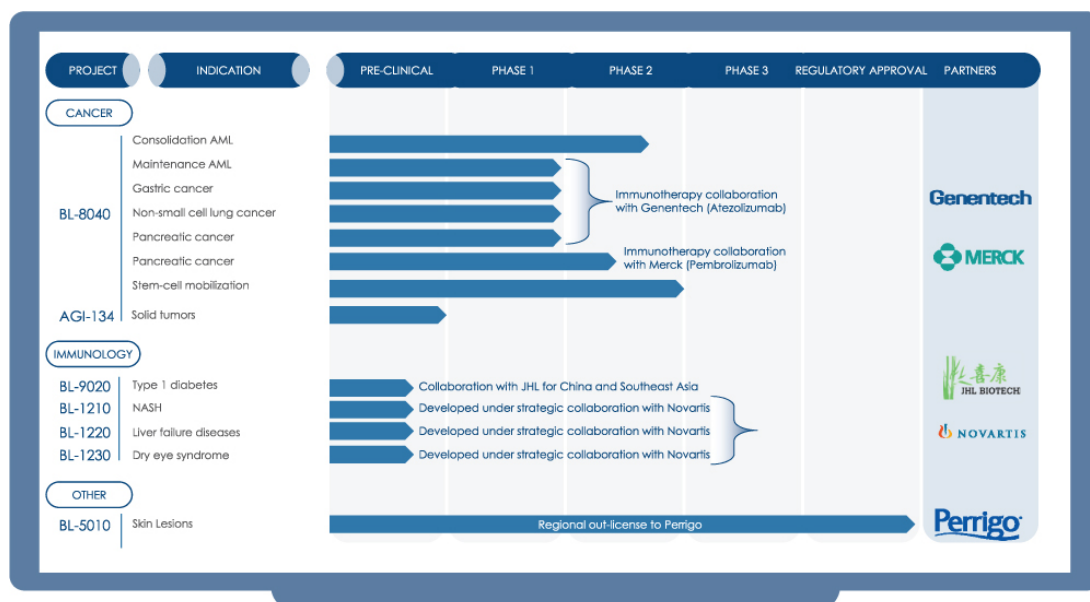 PROJECT INDICATION PRE-CLINICAL PHASE 1 PHASE 2 PHASE 3 REGULATORY APPROVAL PARTNERS
CANCER
Consolidation AML
Maintenance AML
Gastric cancer
BL-8040 Non-small cell lung cancer
Pancreatic cancer
Immunotherapy collaboration
with Genentech (Atezolizumab)
Genentech
Pancreatic cancer
Immunotherapy collaboration
with Merck (Pembrolizumab)
MERCK
Stem-cell mobilization
AGI-134 Solid tumors
IMMUNOLOGY
BL-9020 Type 1 diabetes Collaboration with JHL for China and Southeast Asia
喜康
JHL BIOTECH
BL-1210 NASH Developed under strategic collaboration with Novartis
BL-1220 Liver failure diseases Developed under strategic collaboration with Novartis
NOVARTIS
BL-1230 Dry eye syndrome Developed under strategic collaboration with Novartis
OTHER
BL-5010 Skin Lesions Regional out-license to Perrigo
Perrigo